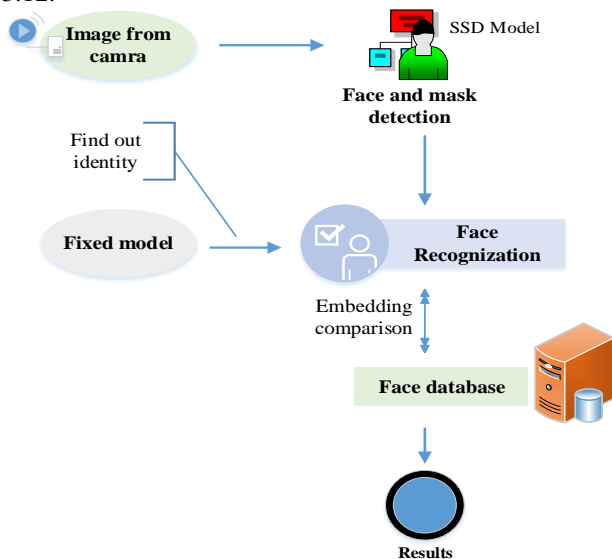 Image from
camra
SSD Model
Face and mask
detection
Find out
identity
Fixed model
Face
Recognization
Embedding
comparison
Face database
Results